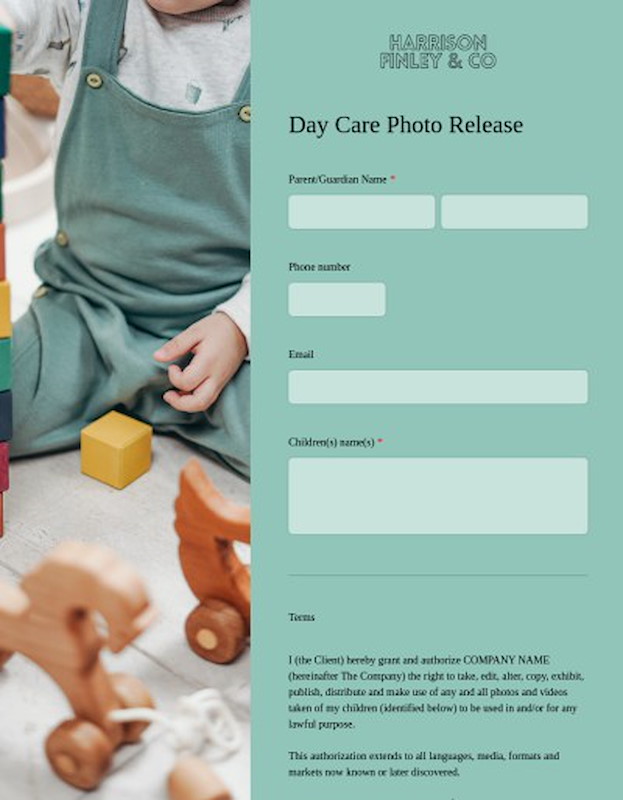 HARRISON
FINLEY & CO
Day Care Photo Release
Parent/Guardian Name *
Phone number
Email
Children(s) name(s) *
Terms
I (the Client) hereby grant and authorize COMPANY NAME
(hereinafter The Company) the right to take, edit, alter, copy, exhibit,
publish, distribute and make use of any and all photos and videos
taken of my children (identified below) to be used in and/or for any
lawful purpose.
This authorization extends to all languages, media, formats and
markets now known or later discovered.